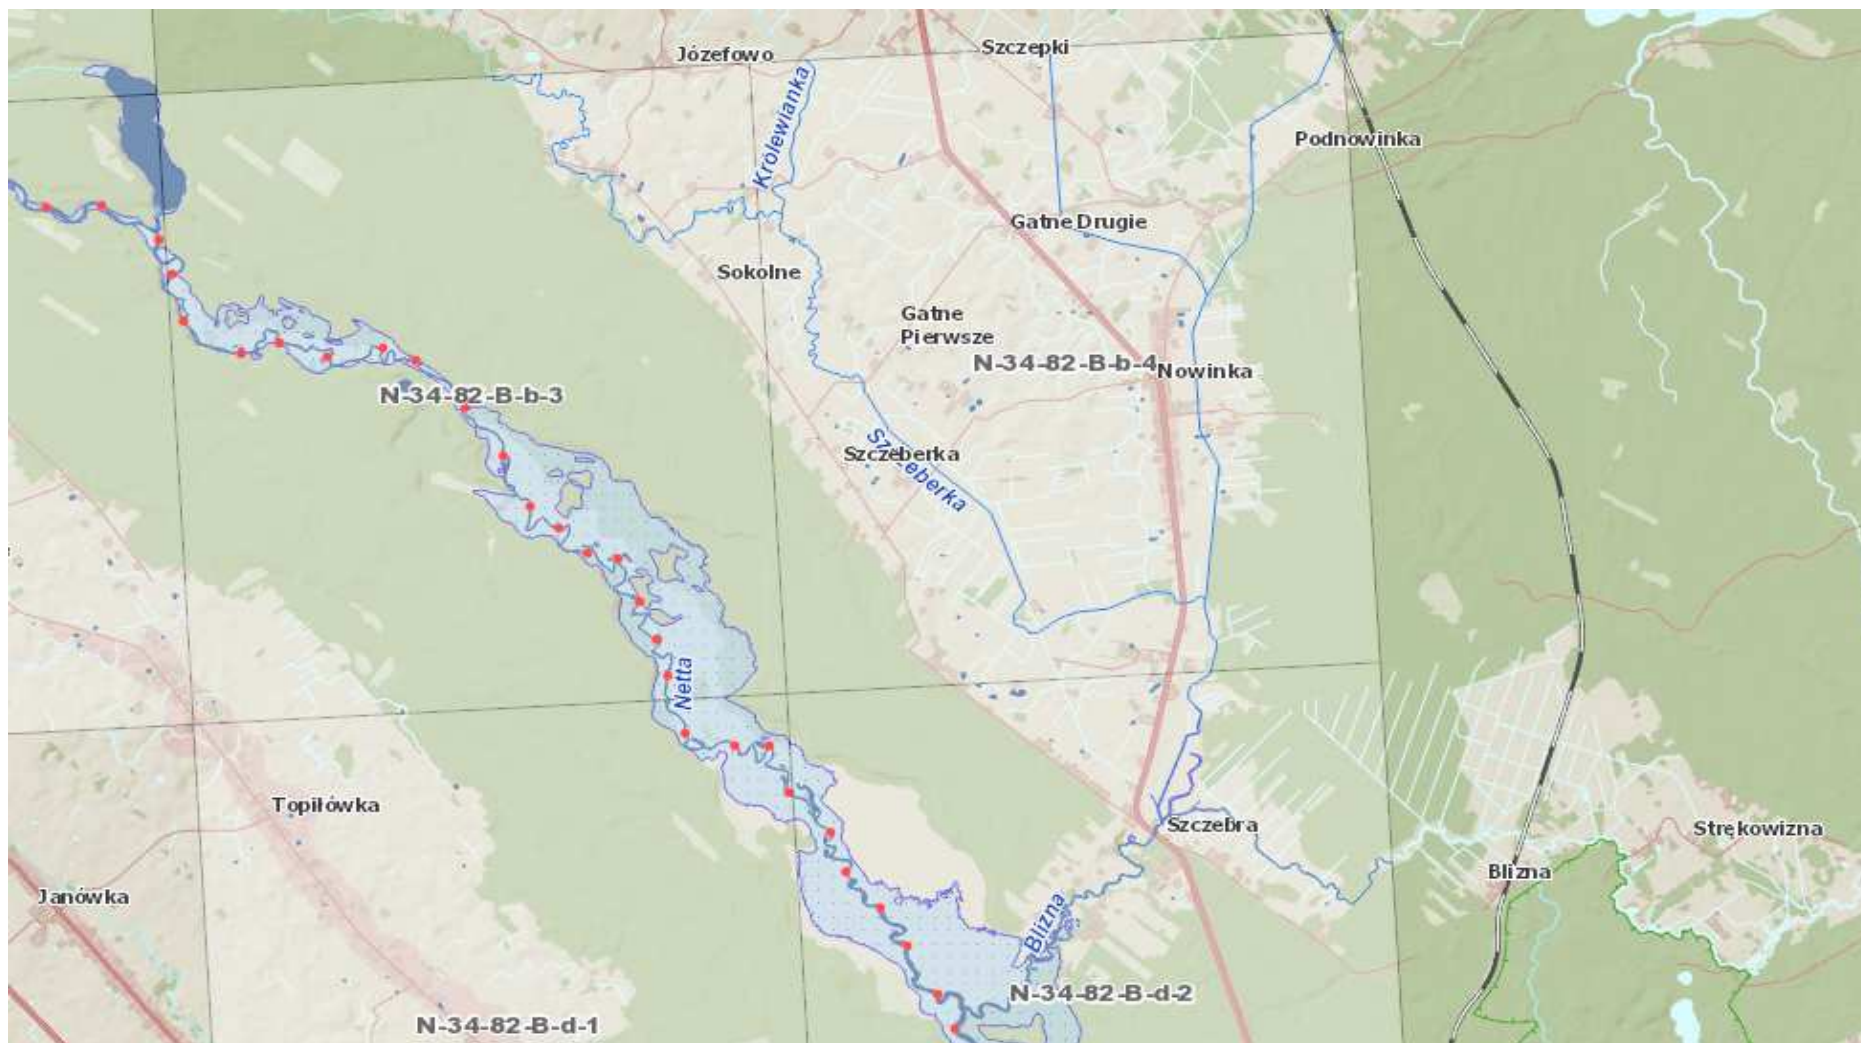 Józefowo
Szczepki
Królewianka
Podnowinka
Gatne Drugie
Sokolne
Gatne
Pierwsze
N-34-82-B-b-4
Nowinka
N-34-82-B-b-3
Szczeberka
Szczeberka
Netta
Topiłówka
Szczebra
Strękowizna
Blizna
Janówka
Blizna
N-34-82-B-d-2
N-34-82-B-d-1